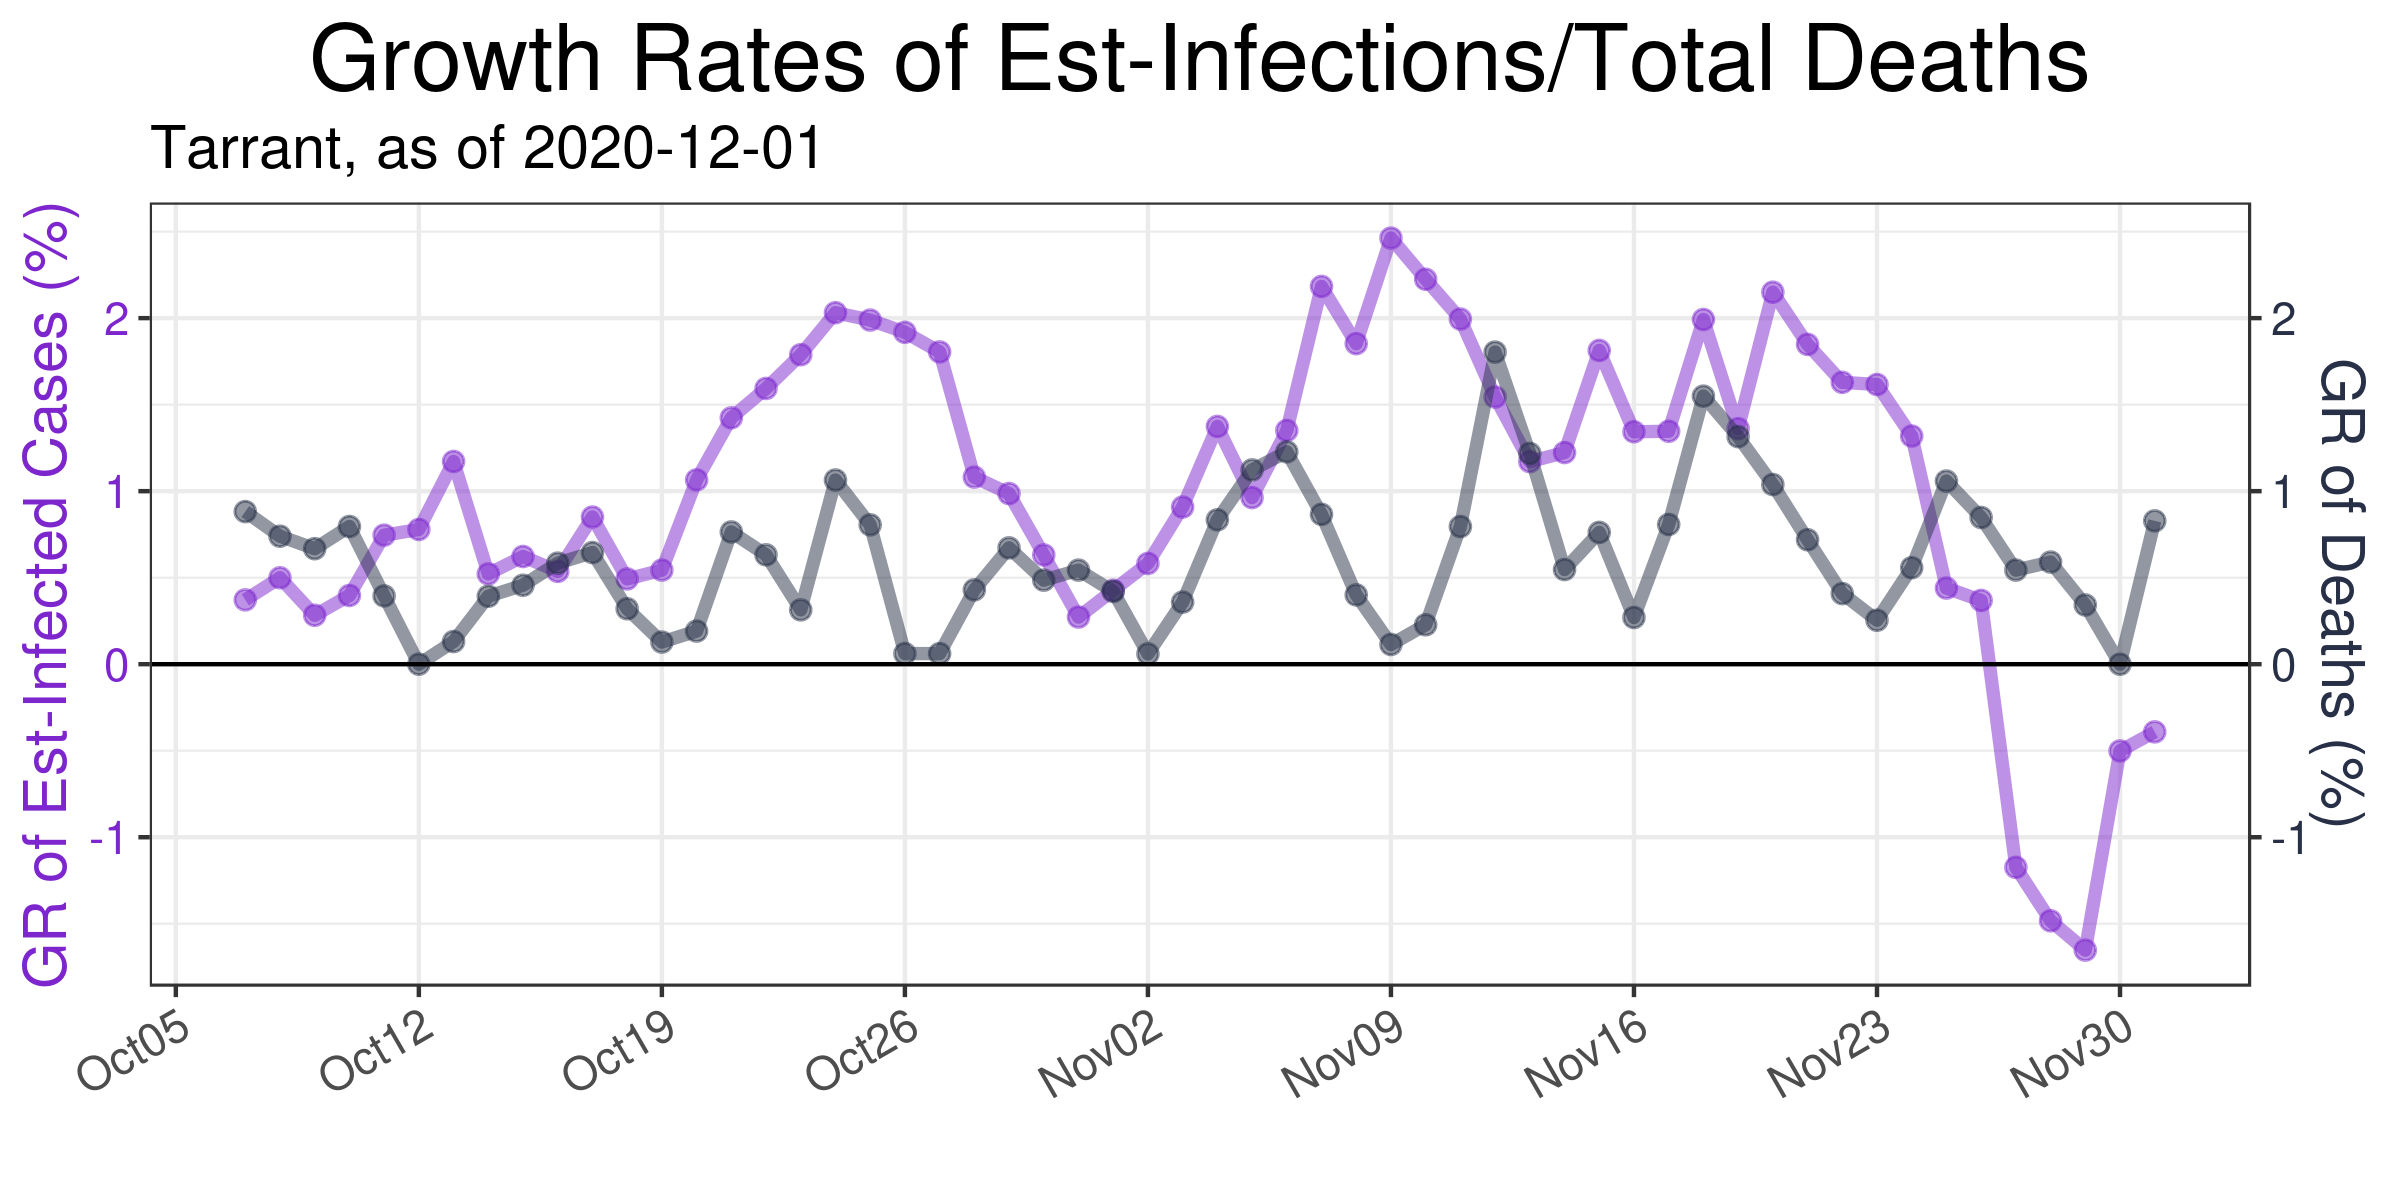 Growth Rates of Est-Infections/Total Deaths
Tarrant, as of 2020-12-01
GR of Est-Infected Cases (%)
2
1
0
-1
2
1
0
-1
GR of Deaths (%)
Oct05
Oct12
Oct19
Oct26
Nov02
Nov09
Nov16
Nov23
Nov30